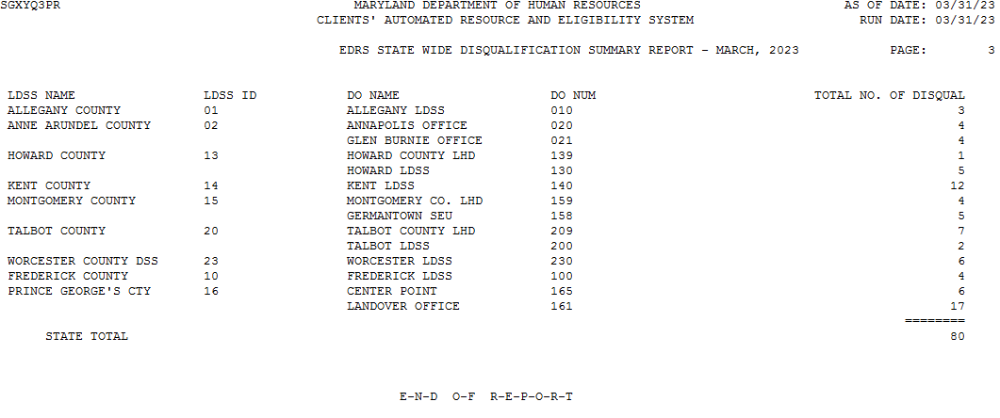 SGXYQ3PR MARYLAND DEPARTMENT OF HUMAN RESOURCES AS OF DATE: 03/31/23
CLIENTS' AUTOMATED RESOURCE AND ELIGIBILITY SYSTEM RUN DATE: 03/31/23
EDRS STATE WIDE DISQUALIFICATION SUMMARY REPORT - MARCH, 2023 PAGE: 3
LDSS NAME LDSS ID DO NAME DO NUM TOTAL NO. OF DISQUAL
ALLEGANY COUNTY 01 ALLEGANY LDSS 010 3
ANNE ARUNDEL COUNTY 02 ANNAPOLIS OFFICE 020 4
GLEN BURNIE OFFICE 021 4
HOWARD COUNTY 13 HOWARD COUNTY LHD 139 1
HOWARD LDSS 130 5
KENT COUNTY 14 KENT LDSS 140 12
MONTGOMERY COUNTY 15 MONTGOMERY CO. LHD 159 4
GERMANTOWN SEU 158 5
TALBOT COUNTY 20 TALBOT COUNTY LHD 209 7
TALBOT LDSS 200 2
WORCESTER COUNTY DSS 23 WORCESTER LDSS 230 6
FREDERICK COUNTY 10 FREDERICK LDSS 100 4
PRINCE GEORGE'S CTY 16 CENTER POINT 165 6
LANDOVER OFFICE 161 17
========
STATE TOTAL 80
E-N-D O-F R-E-P-O-R-T